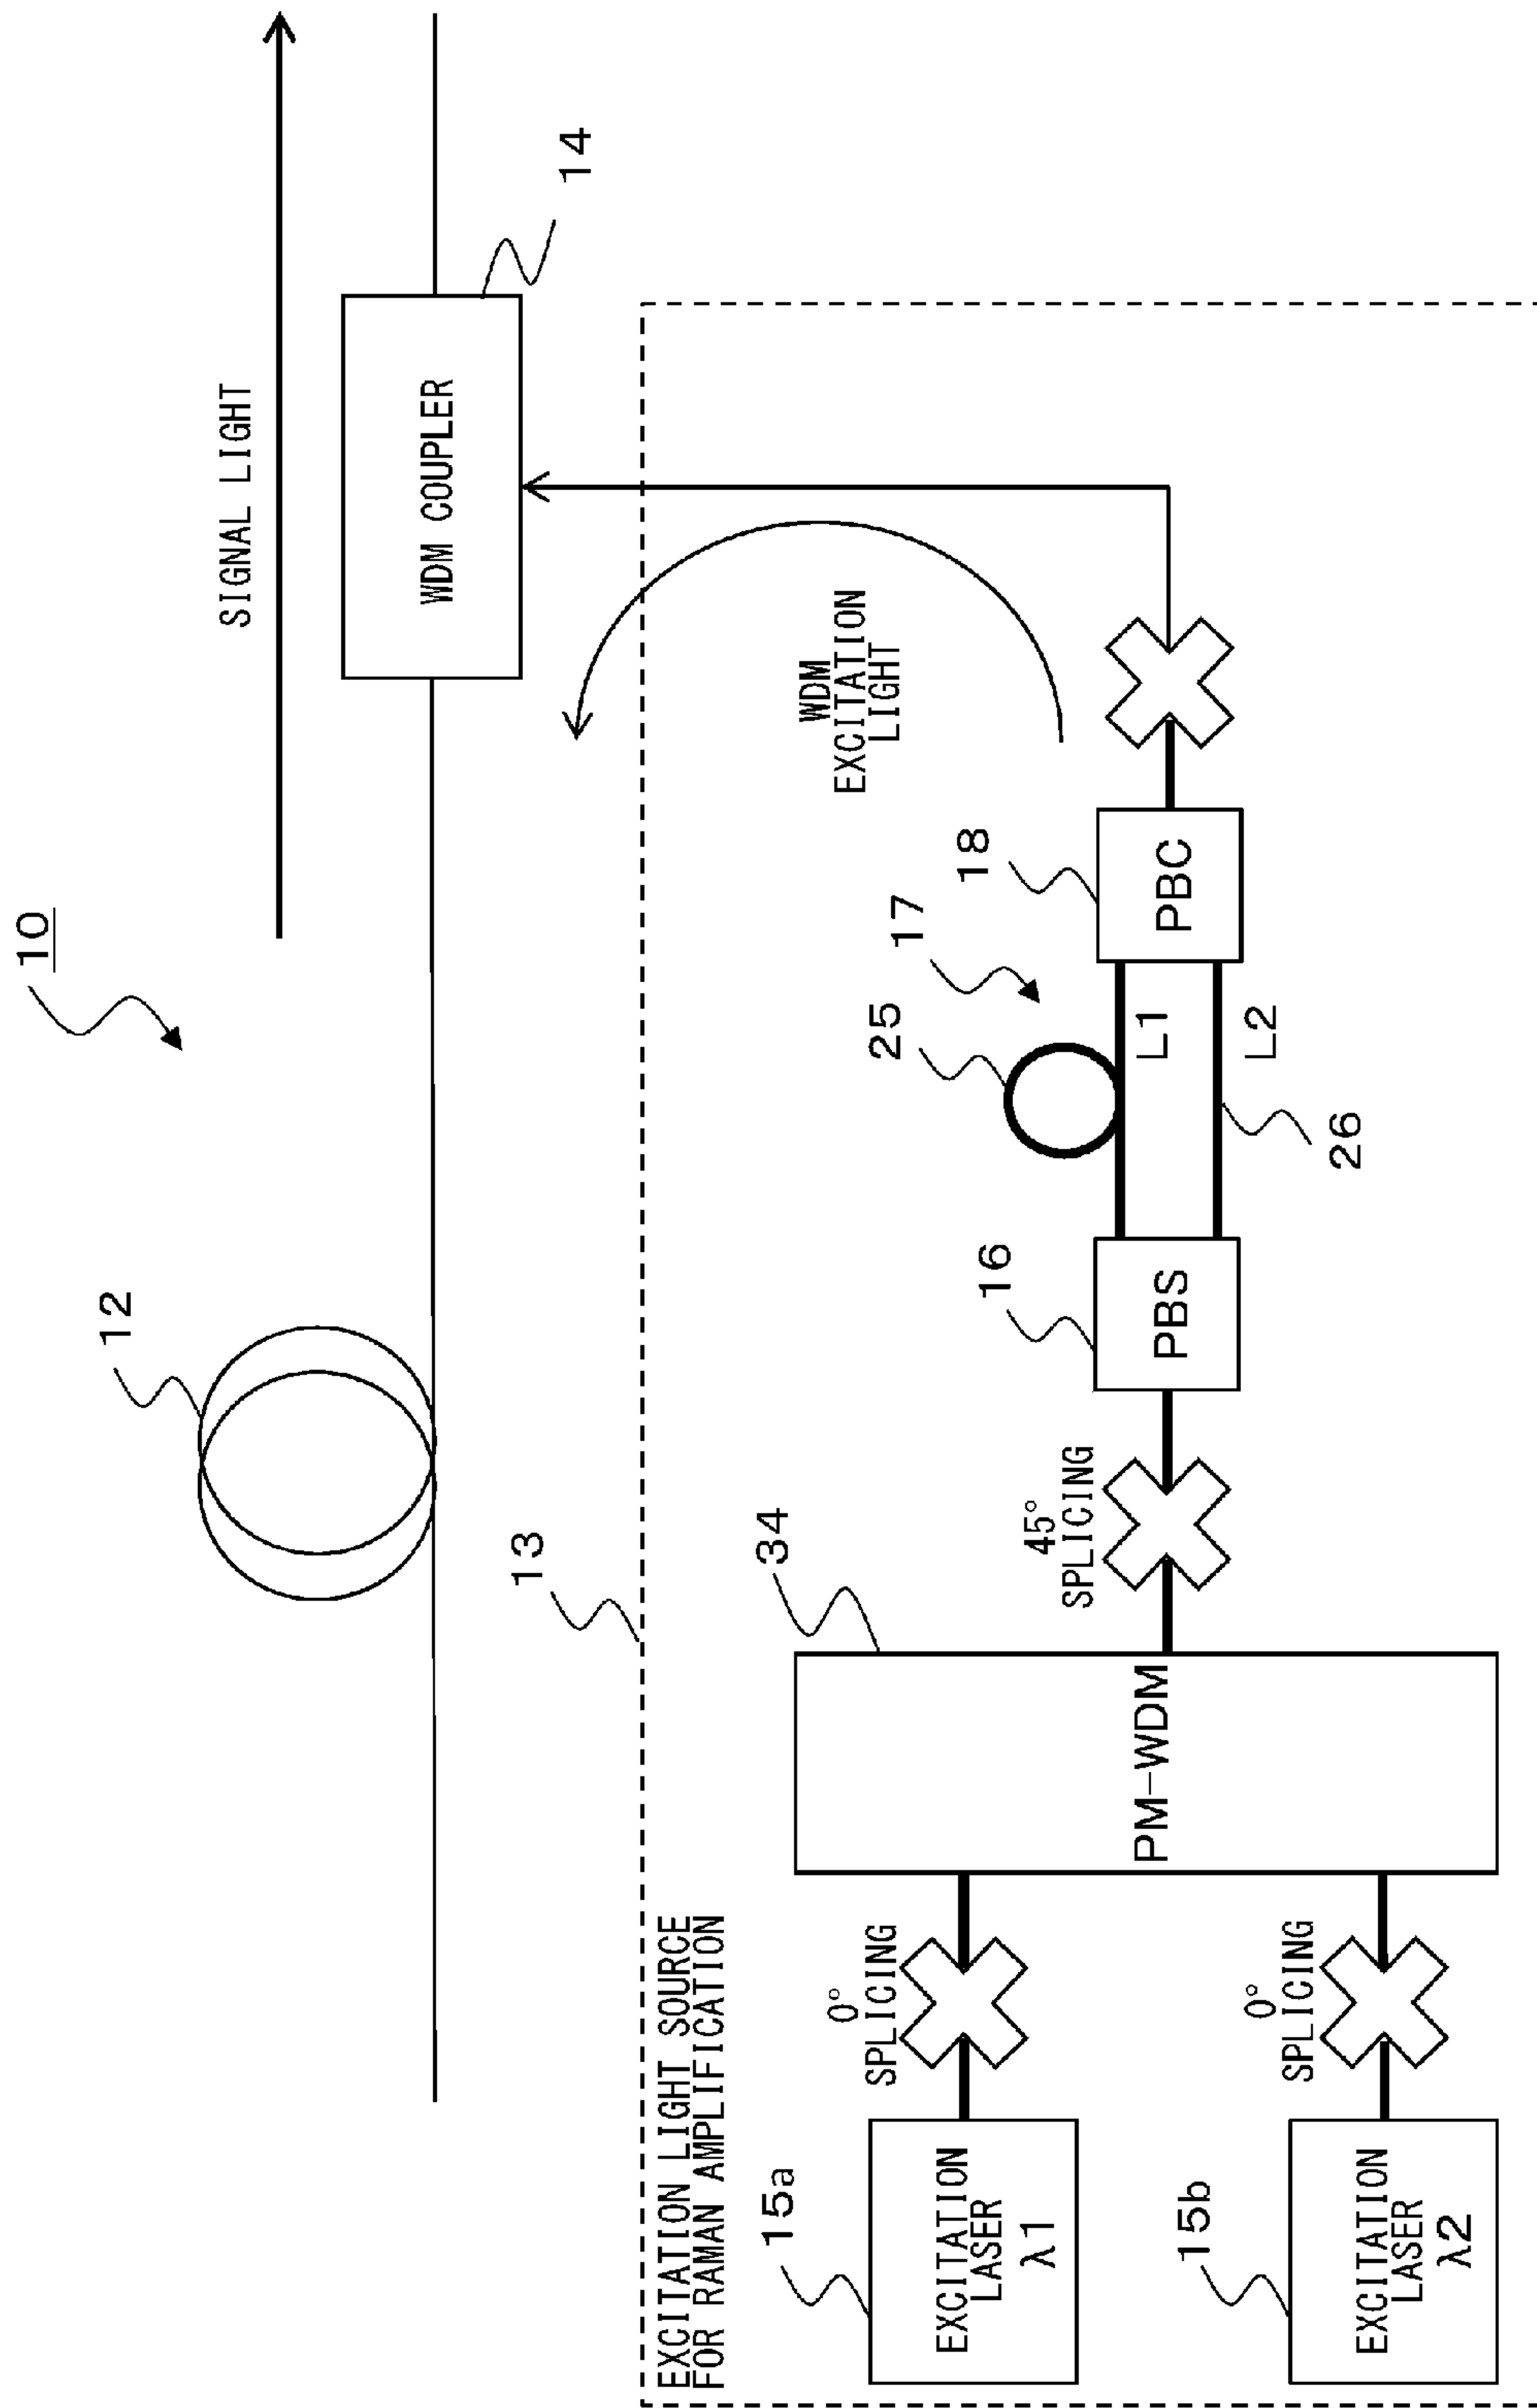 10
SIGNAL LIGHT
12
WDM COUPLER
14
13
EXCITATION LIGHT SOURCE
FOR RAMAN AMPLIFICATION
WDM
EXCITATION
LIGHT
15a
EXCITATION
LASER
λ1
0°
SPLICING
34
PM-WDM
45°
SPLICING
16
PBS
25
17
L1
L2
26
18
PBC
15b
EXCITATION
LASER
λ2
0°
SPLICING